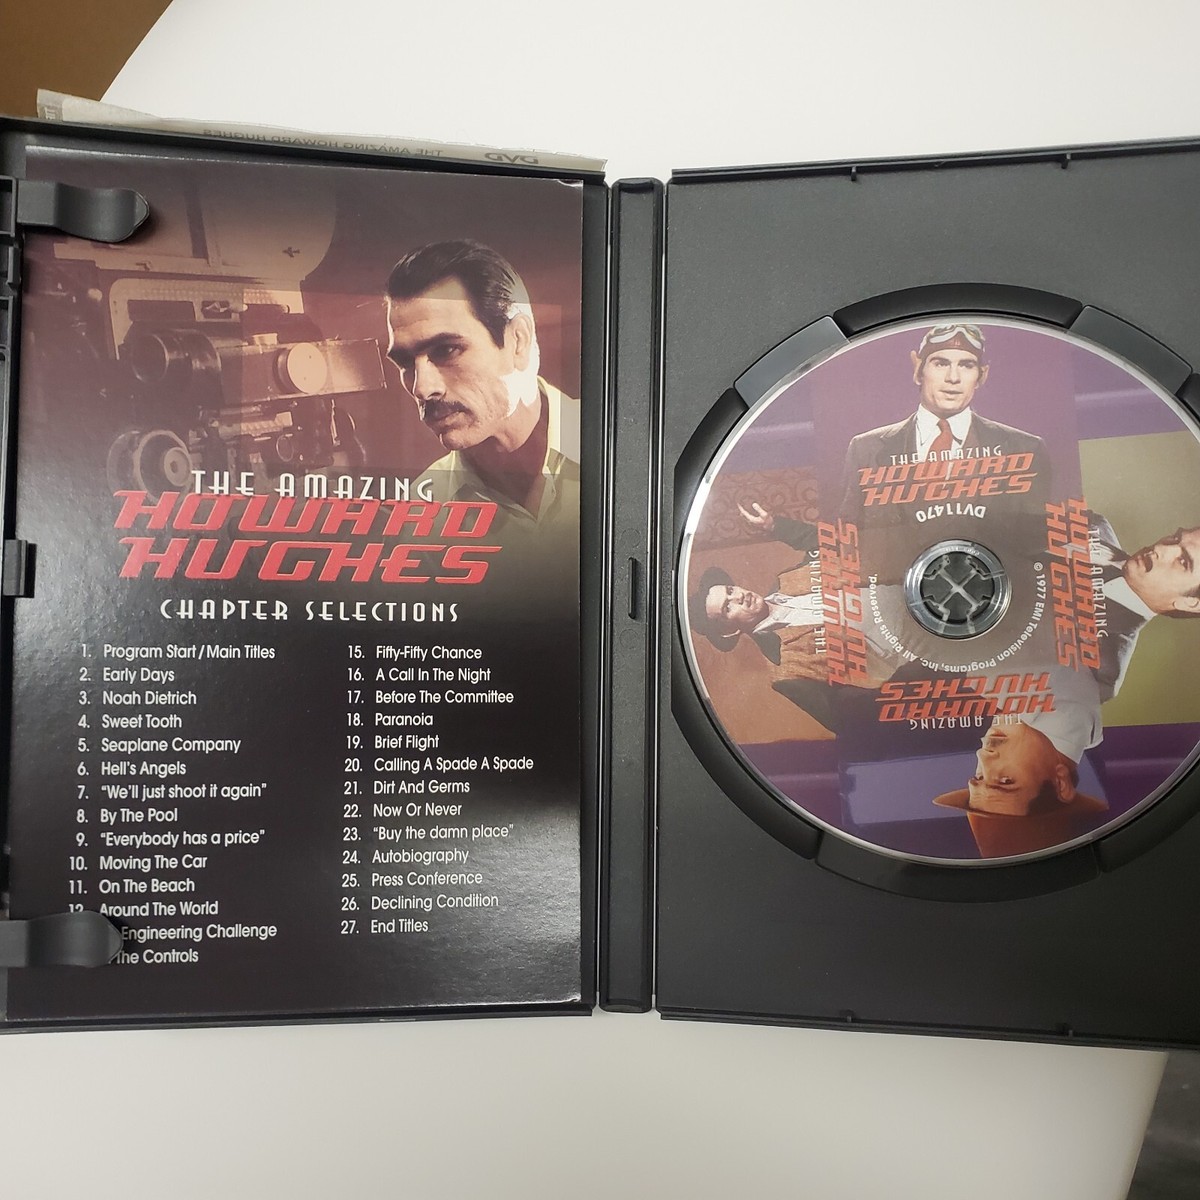 DVD THE AMAZING HOWARD HUGHES
THE AMAZING
HOWARD
HUGHES
CHAPTER SELECTIONS
1. Program Start / Main Titles
2. Early Days
3. Noah Dietrich
4. Sweet Tooth
5. Seaplane Company
6. Hell's Angels
7. “We'll just shoot it again”
8. By The Pool
9. “Everybody has a price”
10. Moving The Car
11. On The Beach
12. Around The World
Engineering Challenge
The Controls
15. Fifty-Fifty Chance
16. A Call In The Night
17. Before The Committee
18. Paranoia
19. Brief Flight
20. Calling A Spade A Spade
21. Dirt And Germs
22. Now Or Never
23. “Buy the damn place”
24. Autobiography
25. Press Conference
26. Declining Condition
27. End Titles
THE AMAZING
HOWARD
HUGHES
DV11470
THE AMAZING
HOWARD
HUGHES
THE AMAZING
HOWARD
HUGHES
THE AMAZING
HOWARD
HUGHES
© 1977 EMI Television Programs, Inc. All Rights Reserved.